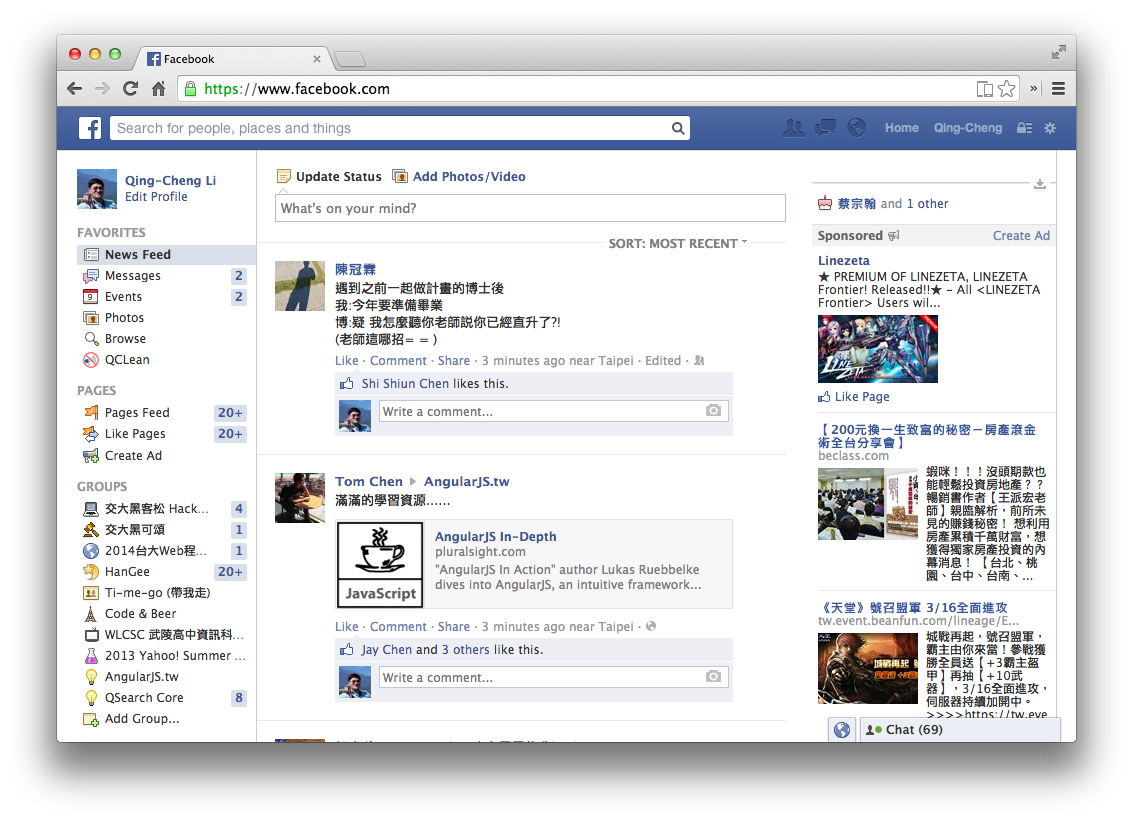 Facebook
https://www.facebook.com
Search for people, places and things
Home
Qing-Cheng
Qing-Cheng Li
Edit Profile
FAVORITES
News Feed
Messages 2
Events 2
Photos
Browse
QCLean
PAGES
Pages Feed 20+
Like Pages 20+
Create Ad
GROUPS
交大黑客松 Hack... 4
交大黑可頌 1
2014台大Web程... 1
HanGee 20+
Ti-me-go (帶我走)
Code & Beer
WLCSC 武陵高中資訊科...
2013 Yahoo! Summer ...
AngularJS.tw
QSearch Core 8
Add Group...
Update Status
Add Photos/Video
What's on your mind?
SORT: MOST RECENT
陳冠霖
遇到之前一起做計畫的博士後
我:今年要準備畢業
博:疑 我怎麼聽你老師說你已經直升了?!
(老師這哪招= = )
Like · Comment · Share · 3 minutes ago near Taipei · Edited ·
Shi Shiun Chen likes this.
Write a comment...
Tom Chen ▶ AngularJS.tw
滿滿的學習資源......
JavaScript
AngularJS In-Depth
pluralsight.com
"AngularJS In Action" author Lukas Ruebbelke
dives into AngularJS, an intuitive framework...
Like · Comment · Share · 3 minutes ago near Taipei ·
Jay Chen and 3 others like this.
Write a comment...
蔡宗翰 and 1 other
Sponsored
Create Ad
Linezeta
★ PREMIUM OF LINEZETA, LINEZETA
Frontier! Released!!★ - All <LINEZETA
Frontier> Users wil...
LINE ZETA
Like Page
【200元換一生致富的秘密－房產滾金
術全台分享會】
beclass.com
蝦咪！！！沒頭期款也
能輕鬆投資房地產？？
暢銷書作者【王派宏老
師】親臨解析，前所未
見的賺錢秘密！ 想利用
房產累積千萬財富，想
獲得獨家房產投資的內
幕消息！【台北、桃
園、台中、台南、...
《天堂》號召盟軍 3/16全面進攻
tw.event.beanfun.com/lineage/E...
城戰再起，號召盟軍，
霸主由你來當！參戰獲
勝全員送【+3霸主盔
甲】再抽【+10武
器】，3/16全面進攻，
伺服器持續加開中。
>>>>https://tw.eve
Chat (69)